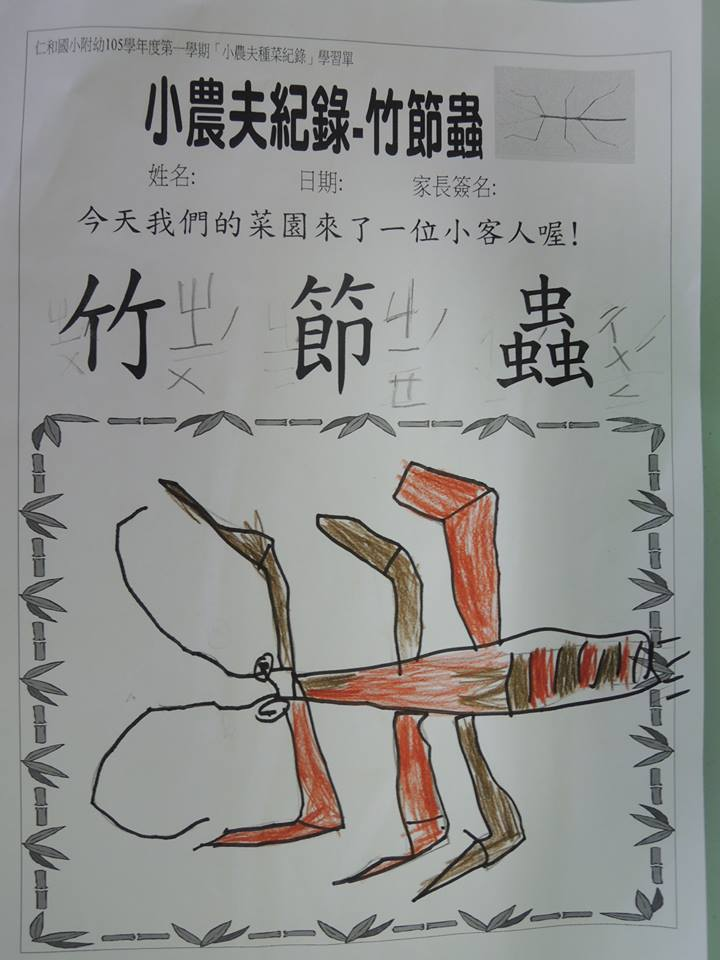 仁和國小附幼105學年度第一學期「小農夫種菜紀錄」學習單
小農夫紀錄-竹節蟲
姓名: 日期: 家長簽名:
今天我們的菜園來了一位小客人喔!
竹 ㄓㄨˊ 節 ㄐㄧㄝˊ 蟲 ㄔㄨㄥˊ